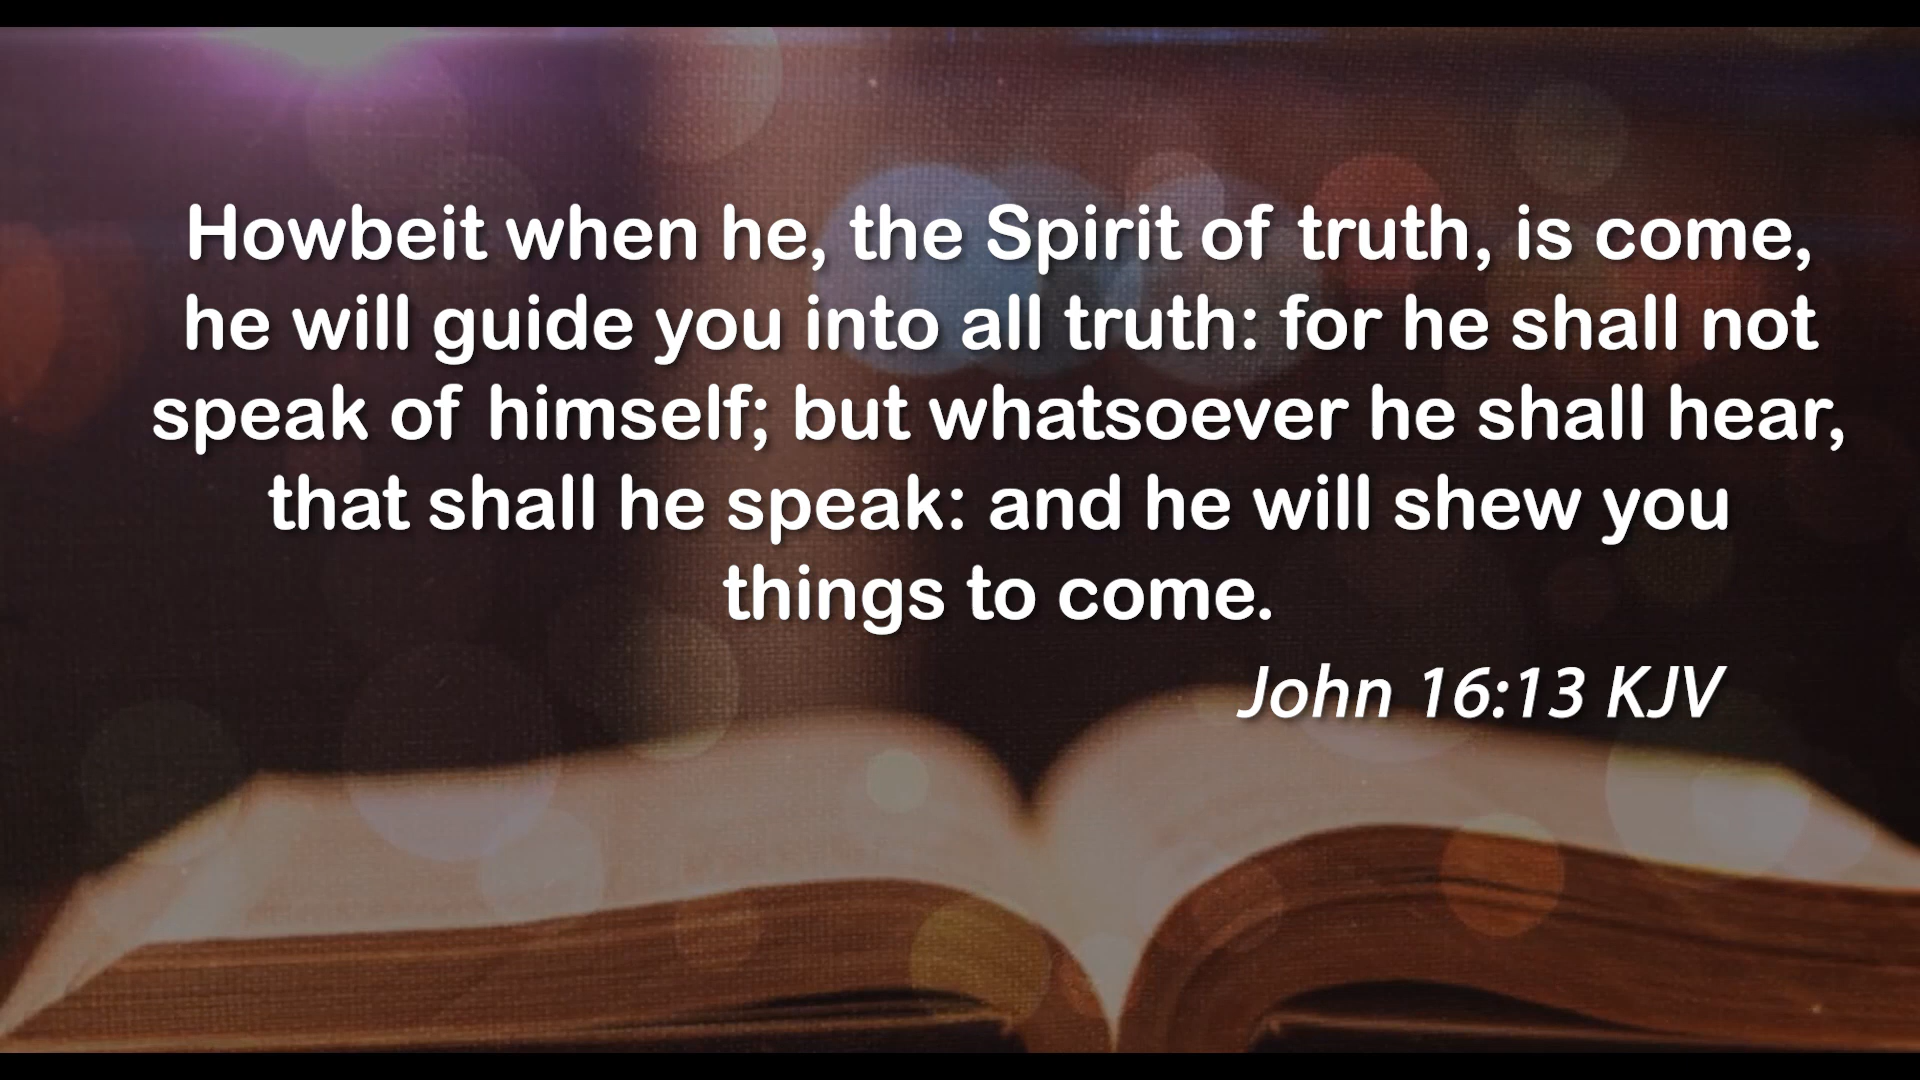 Howbeit when he, the Spirit of truth, is come,
he will guide you into all truth: for he shall not
speak of himself; but whatsoever he shall hear,
that shall he speak: and he will shew you
things to come.
John 16:13 KJV